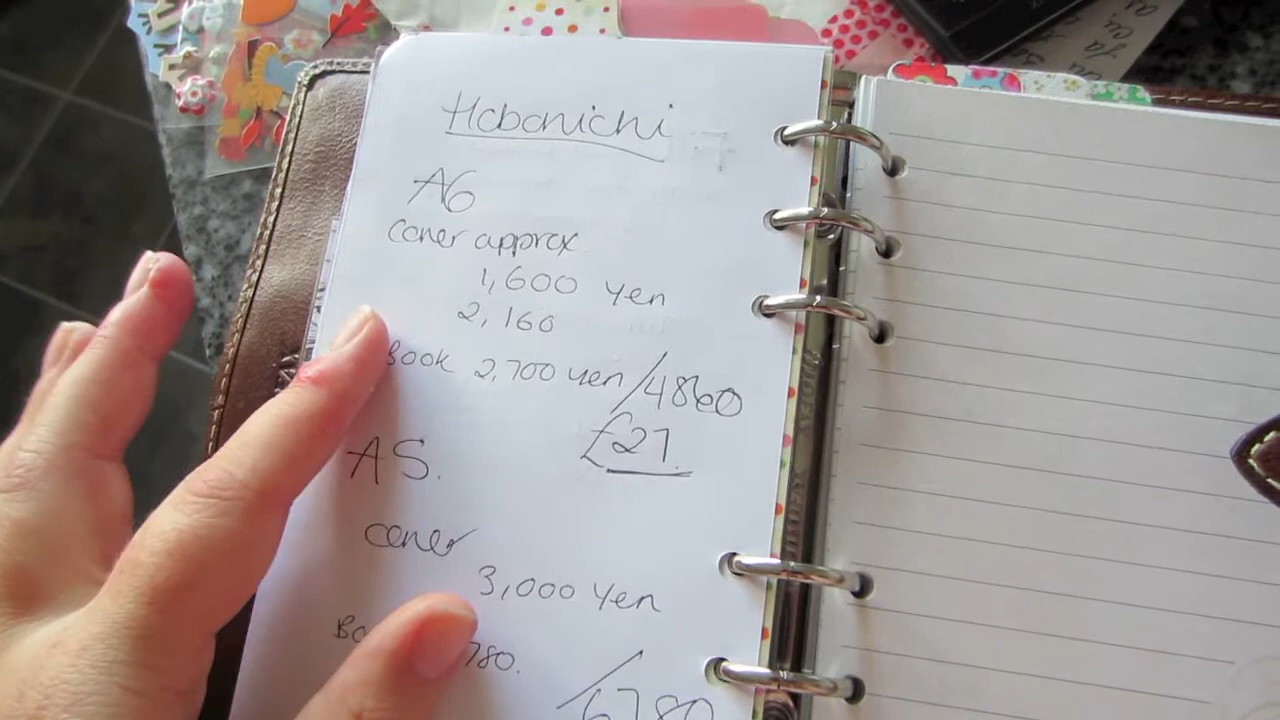 Hobonichi
A6
Cover approx
1,600 yen
2,160
Book 2,700 yen /4860
£27.
A5.
Cover
3,000 yen
780.
/6780